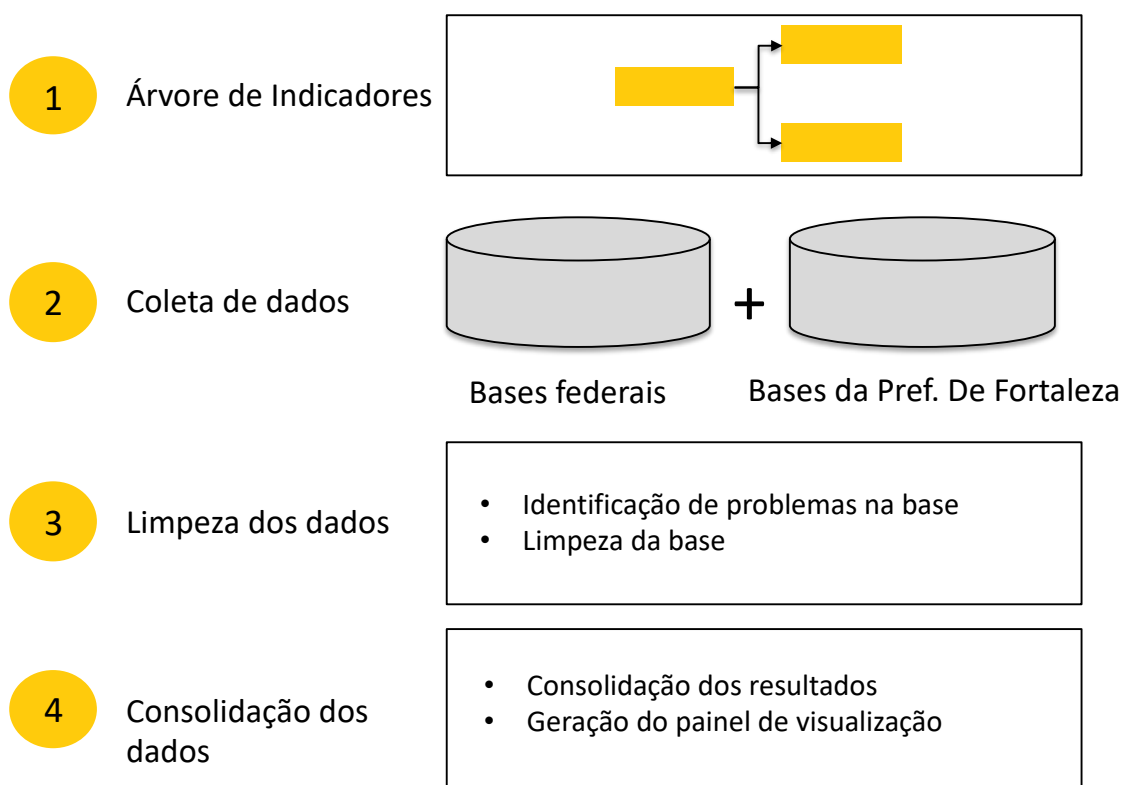 1
Árvore de Indicadores
2
Coleta de dados
+
Bases federais
Bases da Pref. De Fortaleza
3
Limpeza dos dados
• Identificação de problemas na base
• Limpeza da base
4
Consolidação dos
dados
• Consolidação dos resultados
• Geração do painel de visualização